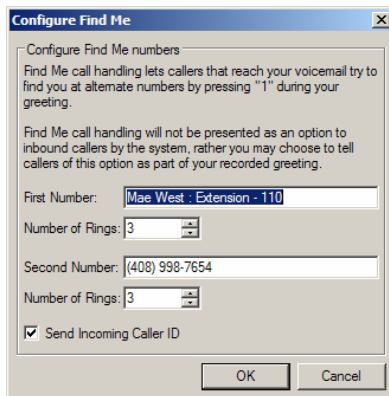 Configure Find Me
Configure Find Me numbers
Find Me call handling lets callers that reach your voicemail try to
find you at alternate numbers by pressing "1" during your
greeting.
Find Me call handling will not be presented as an option to
inbound callers by the system, rather you may choose to tell
callers of this option as part of your recorded greeting.
First Number: Mae West : Extension - 110
Number of Rings: 3
Second Number: (408) 998-7654
Number of Rings: 3
Send Incoming Caller ID
OK Cancel